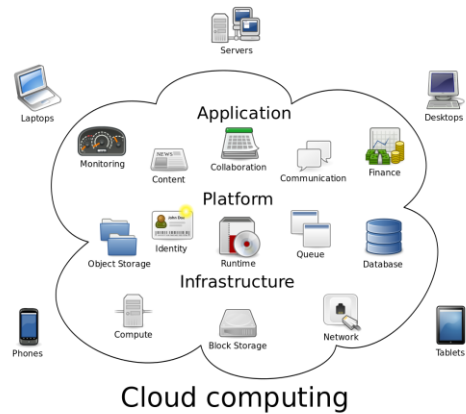 Servers
Laptops
Desktops
Application
Monitoring
NEWS
Content
Collaboration
Communication
Finance
Platform
Object Storage
Identity
Runtime
Queue
Database
Infrastructure
Compute
Block Storage
Network
Phones
Tablets
Cloud computing